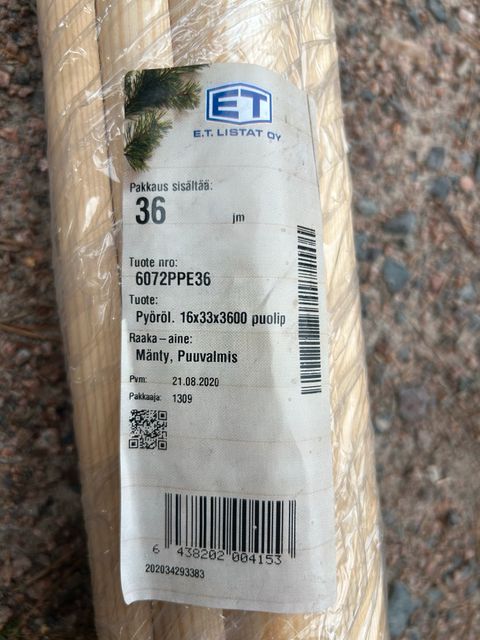 ET
E.T. LISTAT OY
Pakkaus sisältää:
36 jm
Tuote nro:
6072PPE36
Tuote:
Pyöröl. 16x33x3600 puolip
Raaka-aine:
Mänty, Puuvalmis
Pvm: 21.08.2020
Pakkaaja: 1309
6 438202 004153
202034293383